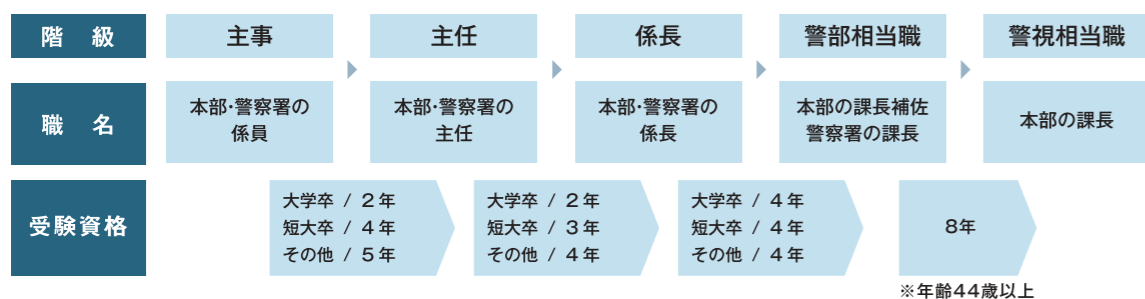 階級 主事 主任 係長 警部相当職 警視相当職
職名
本部・警察署の
係員
本部・警察署の
主任
本部・警察署の
係長
本部の課長補佐
警察署の課長
本部の課長
受験資格
大学卒 / 2年
短大卒 / 4年
その他 / 5年
大学卒 / 2年
短大卒 / 3年
その他 / 4年
大学卒 / 4年
短大卒 / 4年
その他 / 4年
8年
※年齢44歳以上